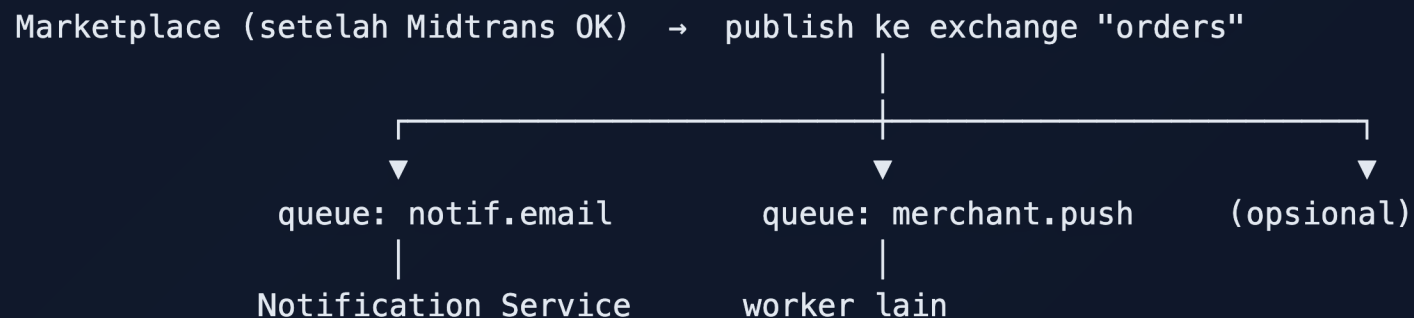 Marketplace (setelah Midtrans OK) → publish ke exchange "orders"
queue: notif.email queue: merchant.push (opsional)
Notification Service worker lain